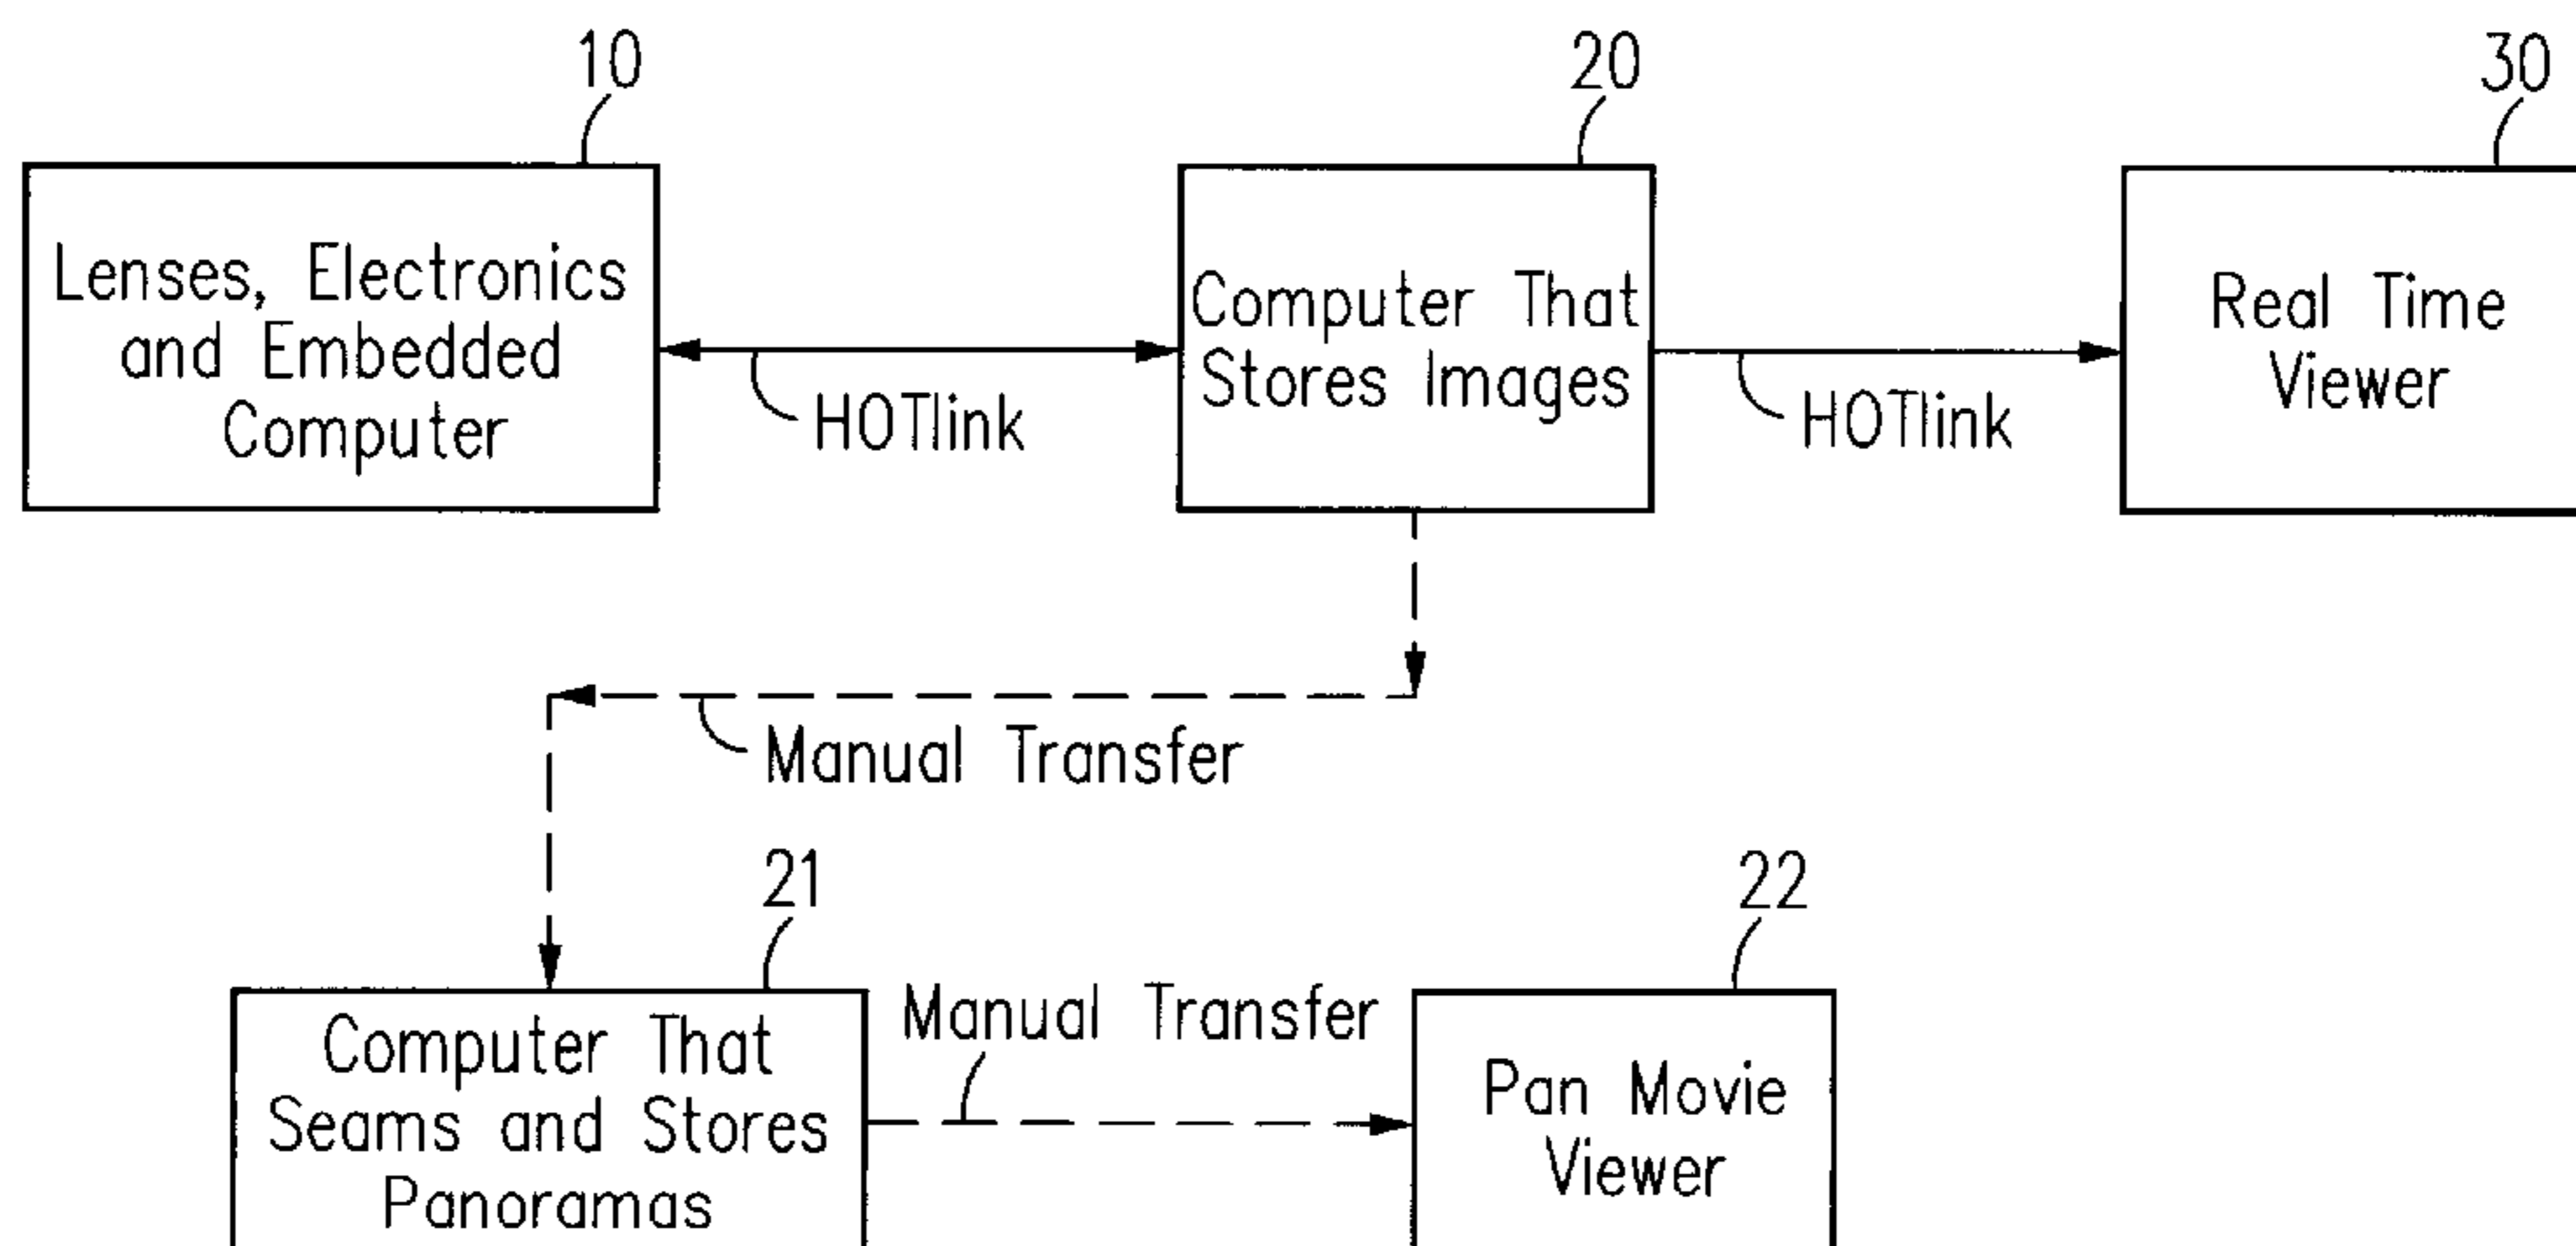 10
20
30
Lenses, Electronics
and Embedded
Computer
HOTlink
Computer That
Stores Images
HOTlink
Real Time
Viewer
Manual Transfer
21
22
Computer That
Seams and Stores
Panoramas
Manual Transfer
Pan Movie
Viewer